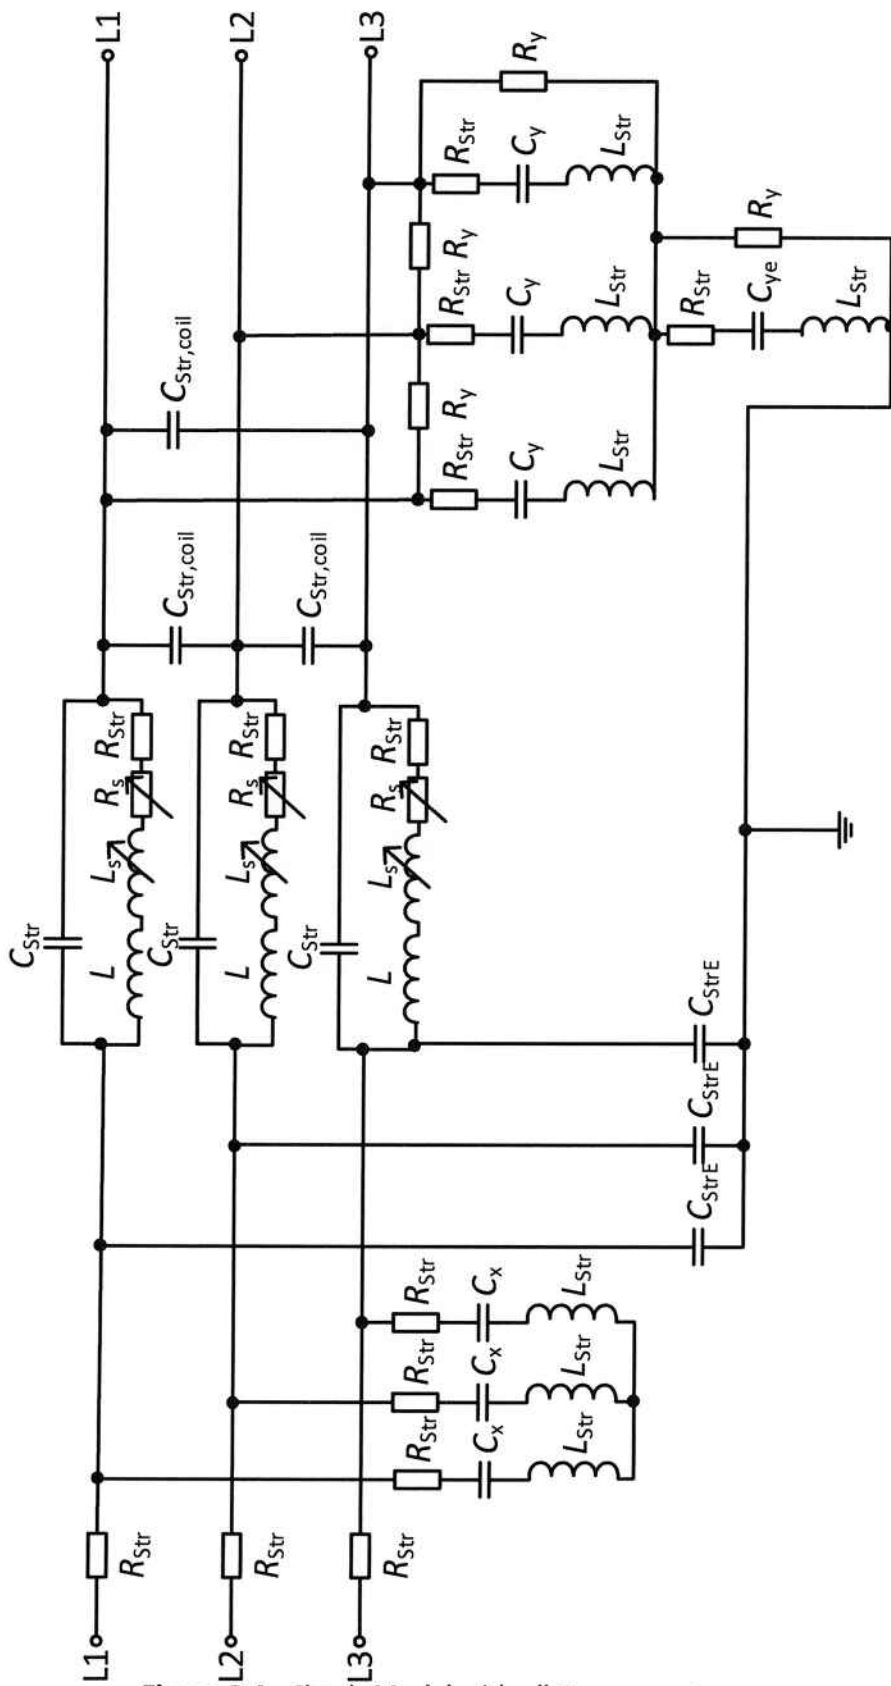 L1
L2
L3
C_Str,coil
C_Str,coil
C_Str,coil
R_y
R_Str
C_y
L_Str
R_y
R_Str
C_y
L_Str
R_y
R_Str
C_y
L_Str
R_y
R_Str
C_ye
L_Str
C_Str
L
L_s
R_s
R_Str
C_Str
L
L_s
R_s
R_Str
C_Str
L
L_s
R_s
R_Str
C_StrE
C_StrE
C_StrE
R_Str
C_x
L_Str
R_Str
C_x
L_Str
R_Str
C_x
L_Str
R_Str
R_Str
R_Str
L1
L2
L3